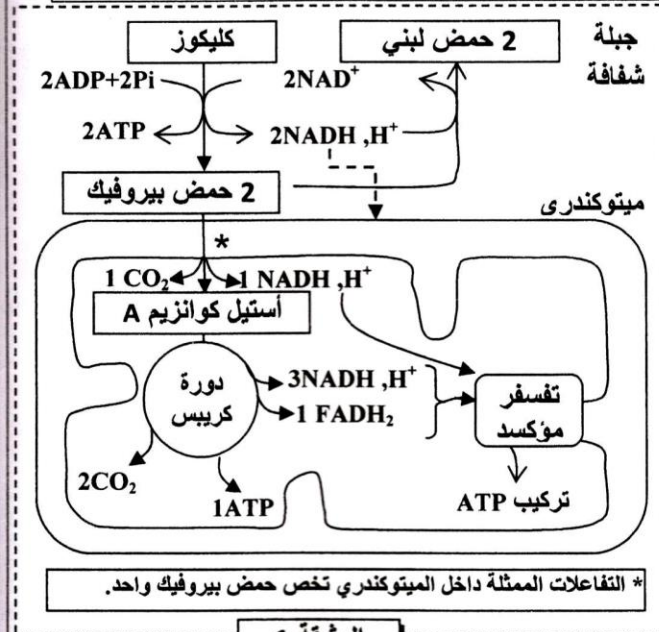 جبلة
شفافة
2 حمض لبني
كليكوز
2ADP+2Pi
2NAD⁺
2ATP
2NADH ,H⁺
2 حمض بيروفيك
ميتوكندرى
*
1 CO₂
1 NADH ,H⁺
أستيل كوانزيم A
دورة
كريبس
3NADH ,H⁺
1 FADH₂
تفسفر
مؤكسد
2CO₂
1ATP
تركيب ATP
* التفاعلات الممثلة داخل الميتوكندري تخص حمض بيروفيك واحد.